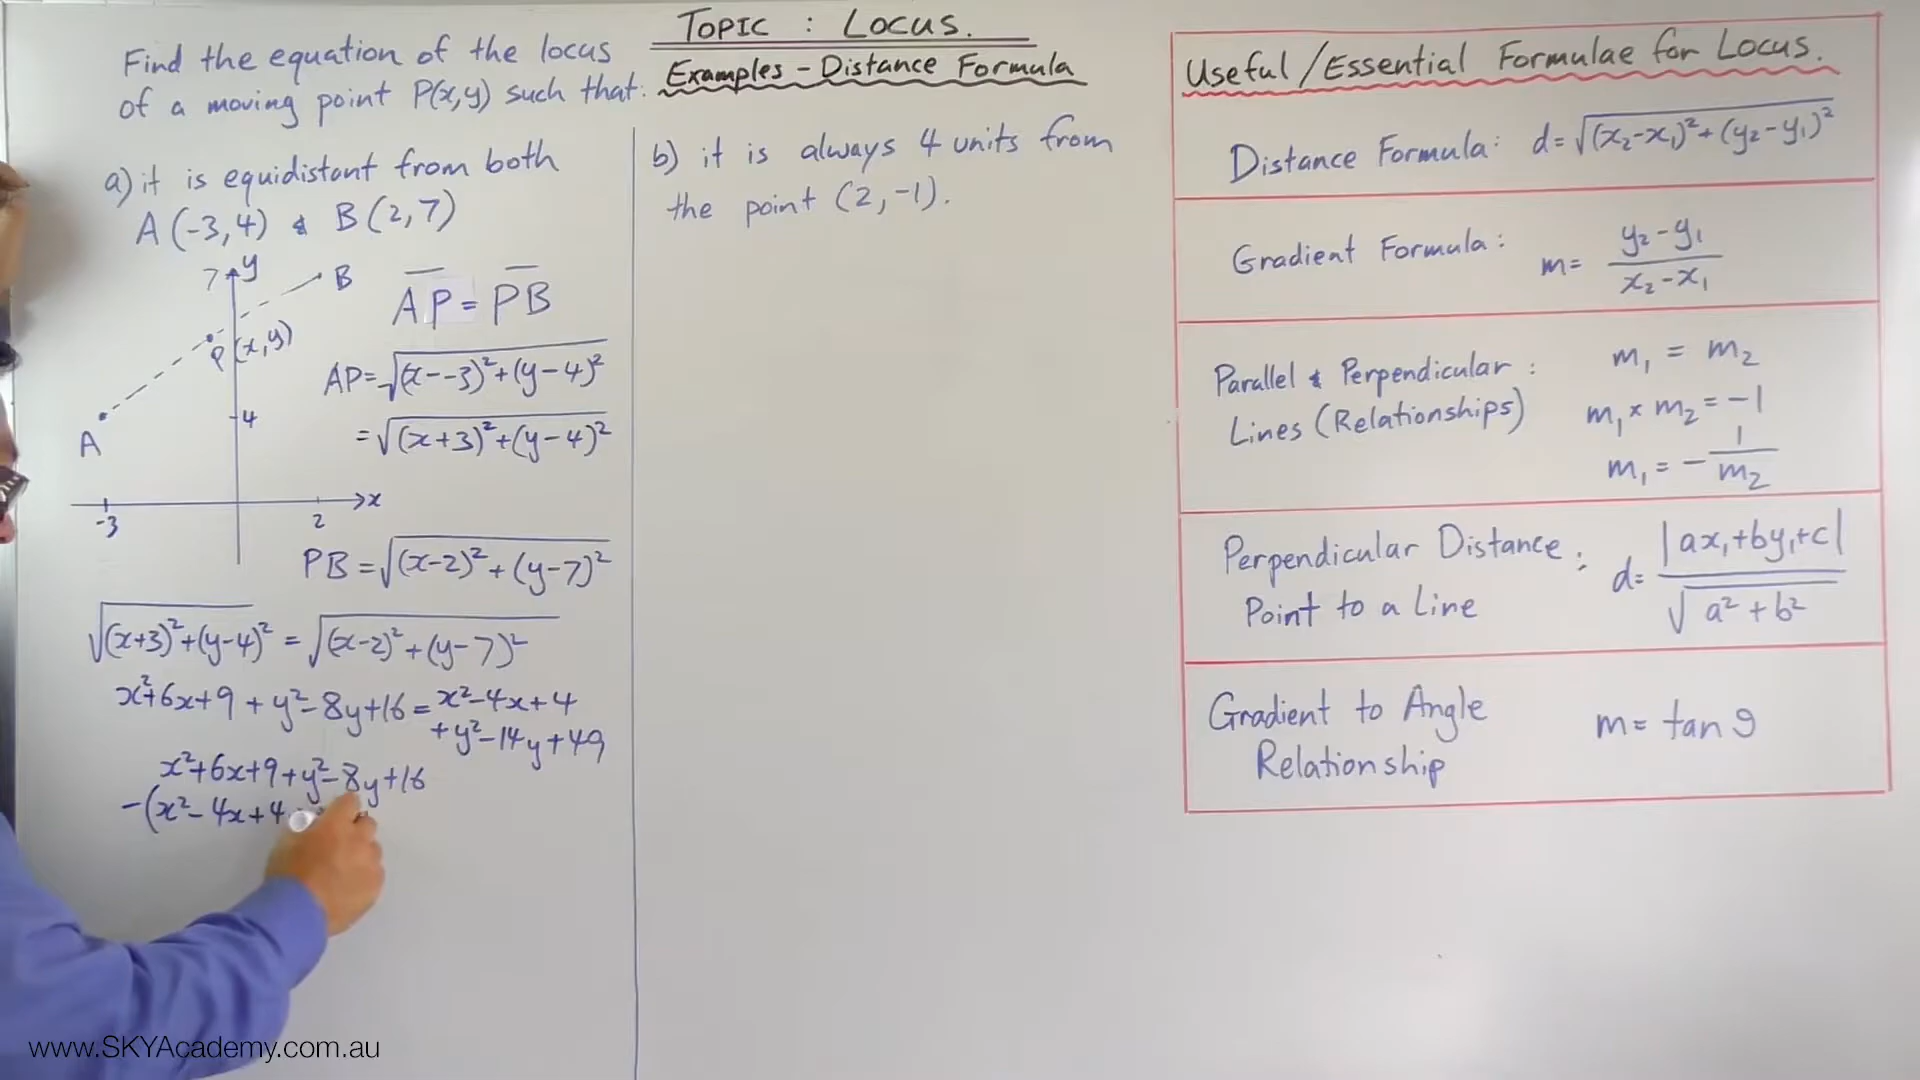 TOPIC : LOCUS.
Examples - Distance Formula
Find the equation of the locus
of a moving point P(x,y) such that:
a) it is equidistant from both
A(-3,4) & B(2,7)
7 y B
P(x,y)
4
A
x
-3 2
AP = PB
AP=√(x--3)²+(y-4)²
=√(x+3)²+(y-4)²
PB=√(x-2)²+(y-7)²
√(x+3)²+(y-4)² = √(x-2)²+(y-7)²
x²+6x+9+y²-8y+16=x²-4x+4
+y²-14y+49
x²+6x+9+y²-8y+16
-(x²-4x+4
b) it is always 4 units from
the point (2,-1).
Useful/Essential Formulae for Locus.
Distance Formula: d=√(x₂-x₁)²+(y₂-y₁)²
Gradient Formula: m= y₂-y₁
x₂-x₁
Parallel & Perpendicular : m₁ = m₂
Lines (Relationships) m₁ × m₂ = -1
m₁ = - 1
m₂
Perpendicular Distance : d= |ax₁+by₁+c|
Point to a Line √a²+b²
Gradient to Angle m= tan θ
Relationship
www.SKYAcademy.com.au